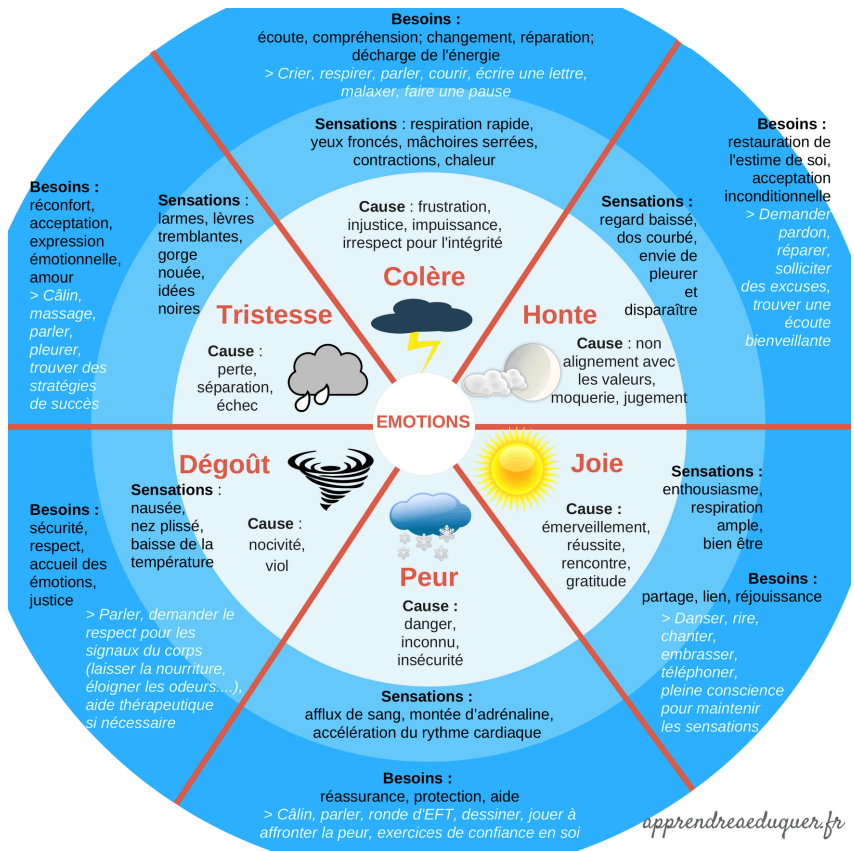 Besoins :
écoute, compréhension; changement, réparation;
décharge de l'énergie
> Crier, respirer, parler, courir, écrire une lettre,
malaxer, faire une pause
Sensations : respiration rapide,
yeux froncés, mâchoires serrées,
contractions, chaleur
Cause : frustration,
injustice, impuissance,
irrespect pour l'intégrité
Colère
Besoins :
restauration de
l'estime de soi,
acceptation
inconditionnelle
> Demander
pardon,
réparer,
solliciter
des excuses,
trouver une
écoute
bienveillante
Sensations :
regard baissé,
dos courbé,
envie de
pleurer
et
disparaître
Honte
Cause : non
alignement avec
les valeurs,
moquerie, jugement
Besoins :
réconfort,
acceptation,
expression
émotionnelle,
amour
> Câlin,
massage,
parler,
pleurer,
trouver des
stratégies
de succès
Sensations :
larmes, lèvres
tremblantes,
gorge
nouée,
idées
noires
Tristesse
Cause :
perte,
séparation,
échec
EMOTIONS
Dégoût
Sensations :
nausée,
nez plissé,
baisse de la
température
Cause :
nocivité,
viol
Besoins :
sécurité,
respect,
accueil des
émotions,
justice
> Parler, demander le
respect pour les
signaux du corps
(laisser la nourriture,
éloigner les odeurs....),
aide thérapeutique
si nécessaire
Joie
Cause :
émerveillement,
réussite,
rencontre,
gratitude
Sensations :
enthousiasme,
respiration
ample,
bien être
Besoins :
partage, lien, réjouissance
> Danser, rire,
chanter,
embrasser,
téléphoner,
pleine conscience
pour maintenir
les sensations
Peur
Cause :
danger,
inconnu,
insécurité
Sensations :
afflux de sang, montée d'adrénaline,
accélération du rythme cardiaque
Besoins :
réassurance, protection, aide
> Câlin, parler, ronde d'EFT, dessiner, jouer à
affronter la peur, exercices de confiance en soi
apprendreaeduquer.fr